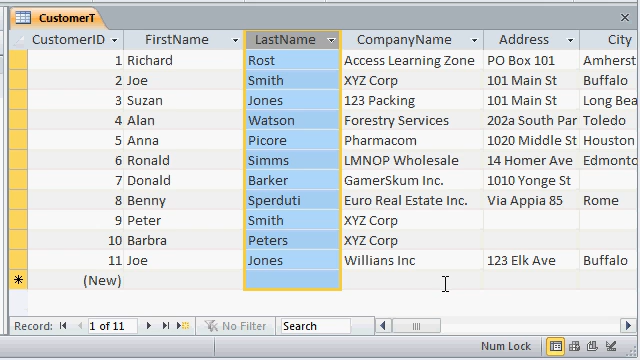 CustomerT
CustomerID FirstName LastName CompanyName Address City
1 Richard Rost Access Learning Zone PO Box 101 Amherst
2 Joe Smith XYZ Corp 101 Main St Buffalo
3 Suzan Jones 123 Packing 101 Main St Long Bea
4 Alan Watson Forestry Services 202a South Par Toledo
5 Anna Picore Pharmacom 1020 Middle St Houston
6 Ronald Simms LMNOP Wholesale 14 Homer Ave Edmonto
7 Donald Barker GamerSkum Inc. 1010 Yonge St
8 Benny Sperduti Euro Real Estate Inc. Via Appia 85 Rome
9 Peter Smith XYZ Corp
10 Barbra Peters XYZ Corp
11 Joe Jones Willians Inc 123 Elk Ave Buffalo
(New)
Record: 1 of 11 No Filter Search
Num Lock